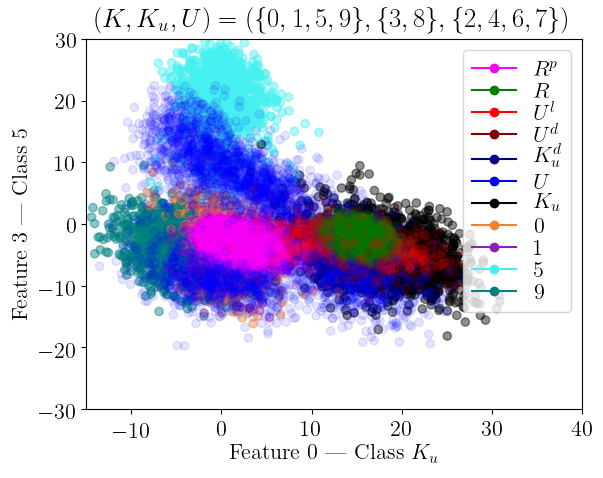 (K, K_u, U) = ({0, 1, 5, 9}, {3, 8}, {2, 4, 6, 7})
30
20
10
0
−10
−20
−30
−10
0
10
20
30
40
Feature 3 — Class 5
Feature 0 — Class K_u
R^p
R
U^l
U^d
K_u^d
U
K_u
0
1
5
9